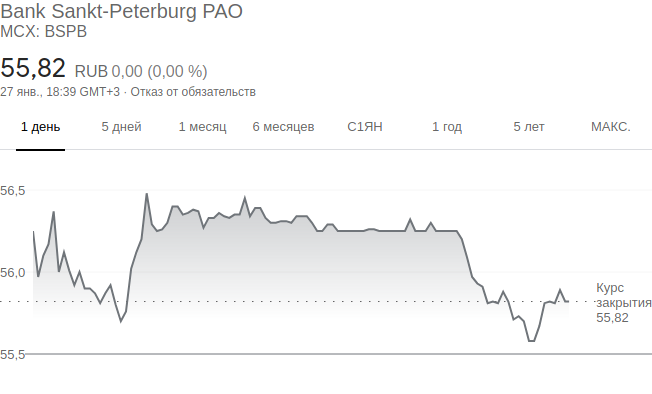 Bank Sankt-Peterburg PAO
MCX: BSPB
55,82 RUB 0,00 (0,00 %)
27 янв., 18:39 GMT+3 · Отказ от обязательств
1 день 5 дней 1 месяц 6 месяцев С1ЯН 1 год 5 лет МАКС.
56,5
56,0
Курс
закрытия
55,82
55,5